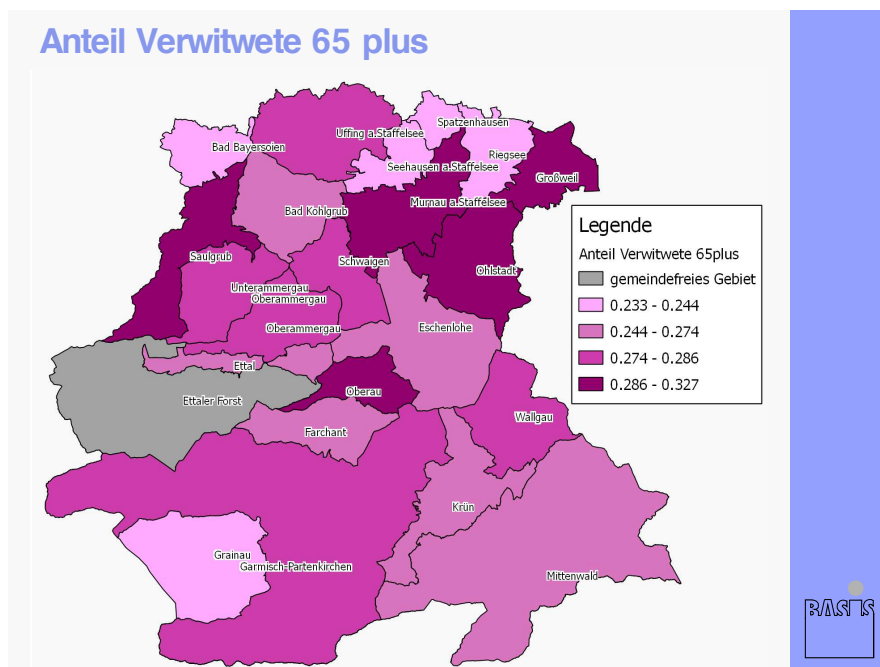 Anteil Verwitwete 65 plus
Spatzenhausen
Uffing a.Staffelsee
Bad Bayersoien
Riegsee
Seehausen a.Staffelsee
Großweil
Murnau a.Staffelsee
Bad Kohlgrub
Saulgrub
Schwaigen
Ohlstadt
Unterammergau
Oberammergau
Oberammergau
Eschenlohe
Ettal
Oberau
Ettaler Forst
Wallgau
Farchant
Krün
Grainau
Garmisch-Partenkirchen
Mittenwald
Legende
Anteil Verwitwete 65plus
gemeindefreies Gebiet
0.233 - 0.244
0.244 - 0.274
0.274 - 0.286
0.286 - 0.327
BASIS